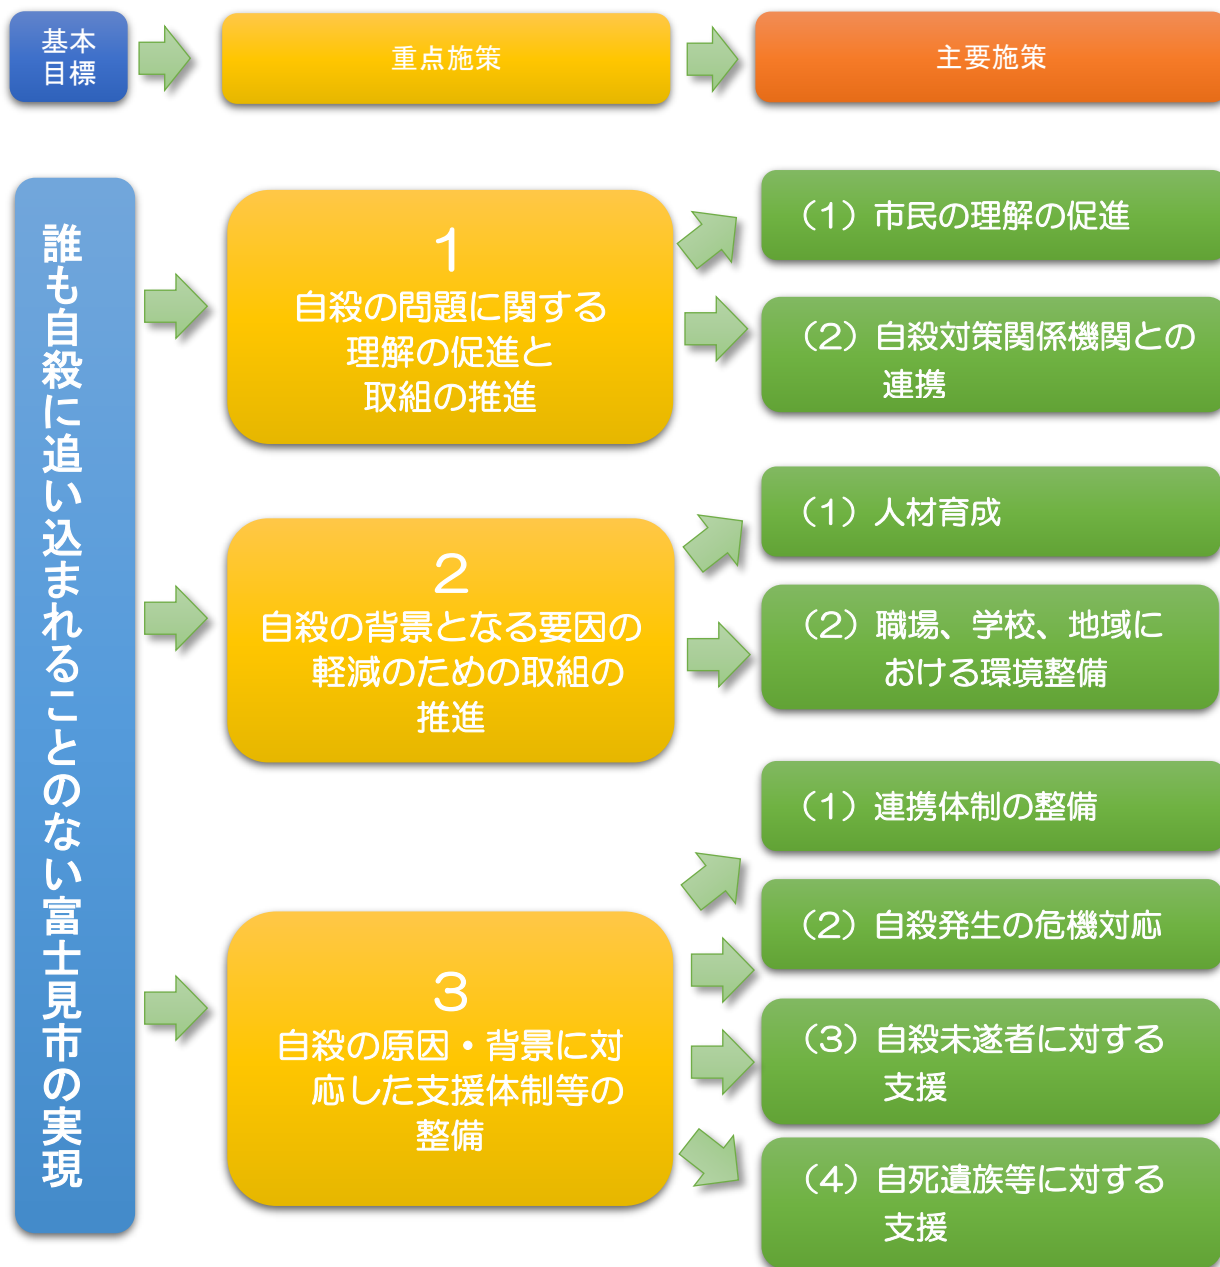 基本
目標
重点施策
主要施策
誰も自殺に追い込まれることのない富士見市の実現
1
自殺の問題に関する
理解の促進と
取組の推進
(1)市民の理解の促進
(2)自殺対策関係機関との
連携
2
自殺の背景となる要因の
軽減のための取組の
推進
(1)人材育成
(2)職場、学校、地域に
おける環境整備
3
自殺の原因・背景に対
応した支援体制等の
整備
(1)連携体制の整備
(2)自殺発生の危機対応
(3)自殺未遂者に対する
支援
(4)自死遺族等に対する
支援